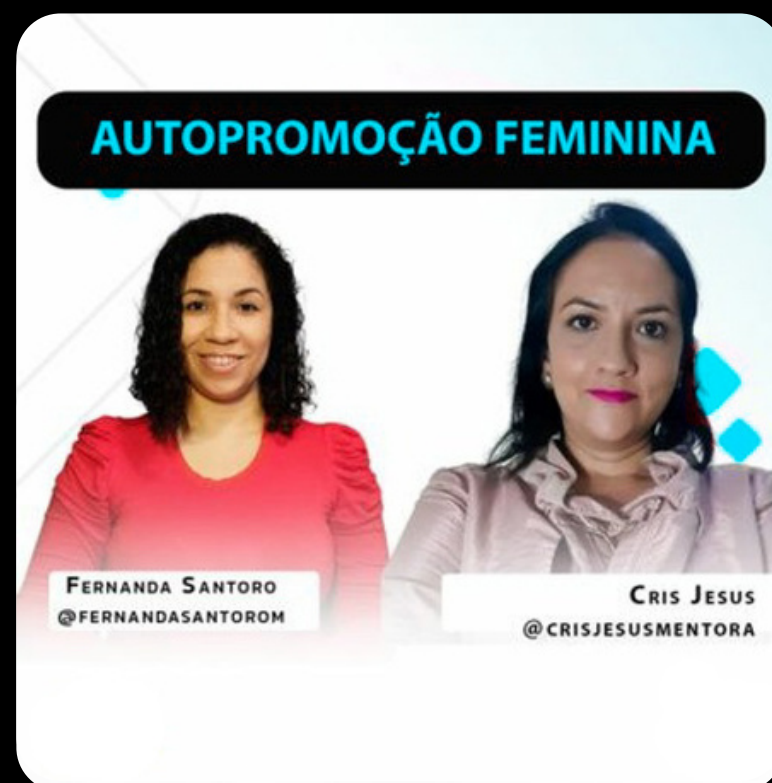 AUTOPROMOÇÃO FEMININA
FERNANDA SANTORO
@FERNANDASANTOROM
CRIS JESUS
@CRISJESUSMENTORA